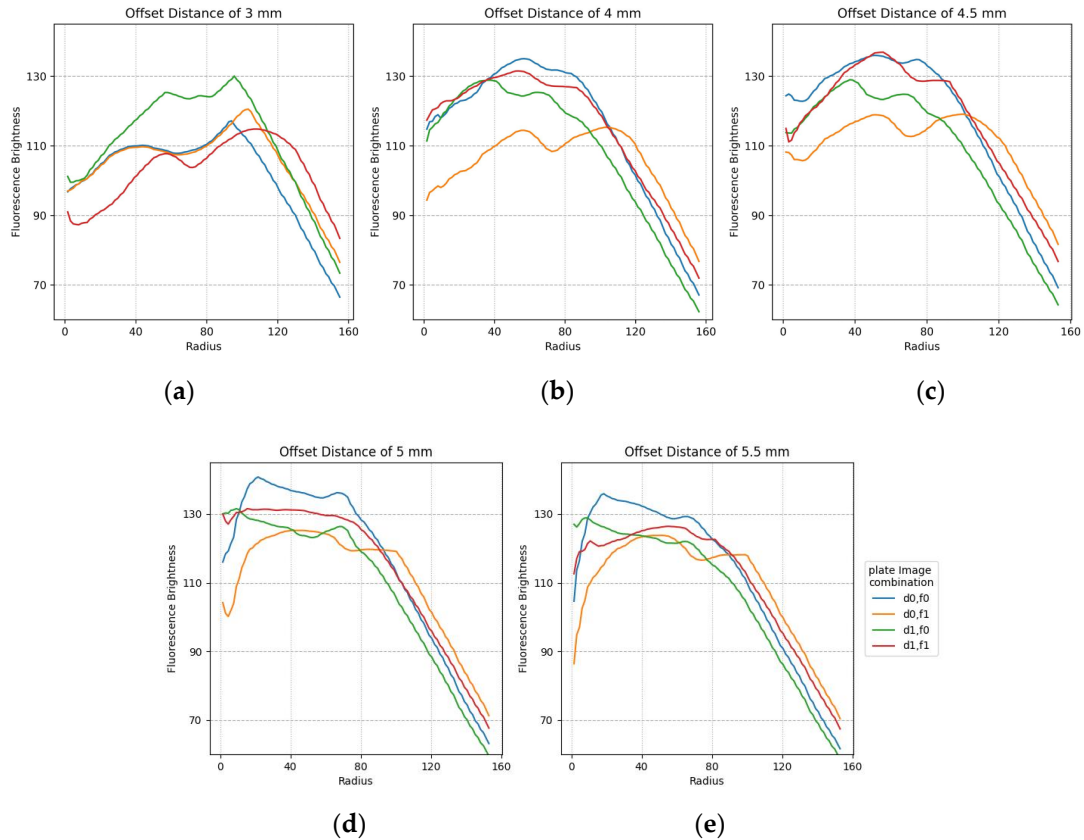 Offset Distance of 3 mm
Fluorescence Brightness
130
110
90
70
0 40 80 120 160
Radius
(a)
Offset Distance of 4 mm
Fluorescence Brightness
130
110
90
70
0 40 80 120 160
Radius
(b)
Offset Distance of 4.5 mm
Fluorescence Brightness
130
110
90
70
0 40 80 120 160
Radius
(c)
Offset Distance of 5 mm
Fluorescence Brightness
130
110
90
70
0 40 80 120 160
Radius
(d)
Offset Distance of 5.5 mm
Fluorescence Brightness
130
110
90
70
0 40 80 120 160
Radius
(e)
plate Image
combination
d0,f0
d0,f1
d1,f0
d1,f1